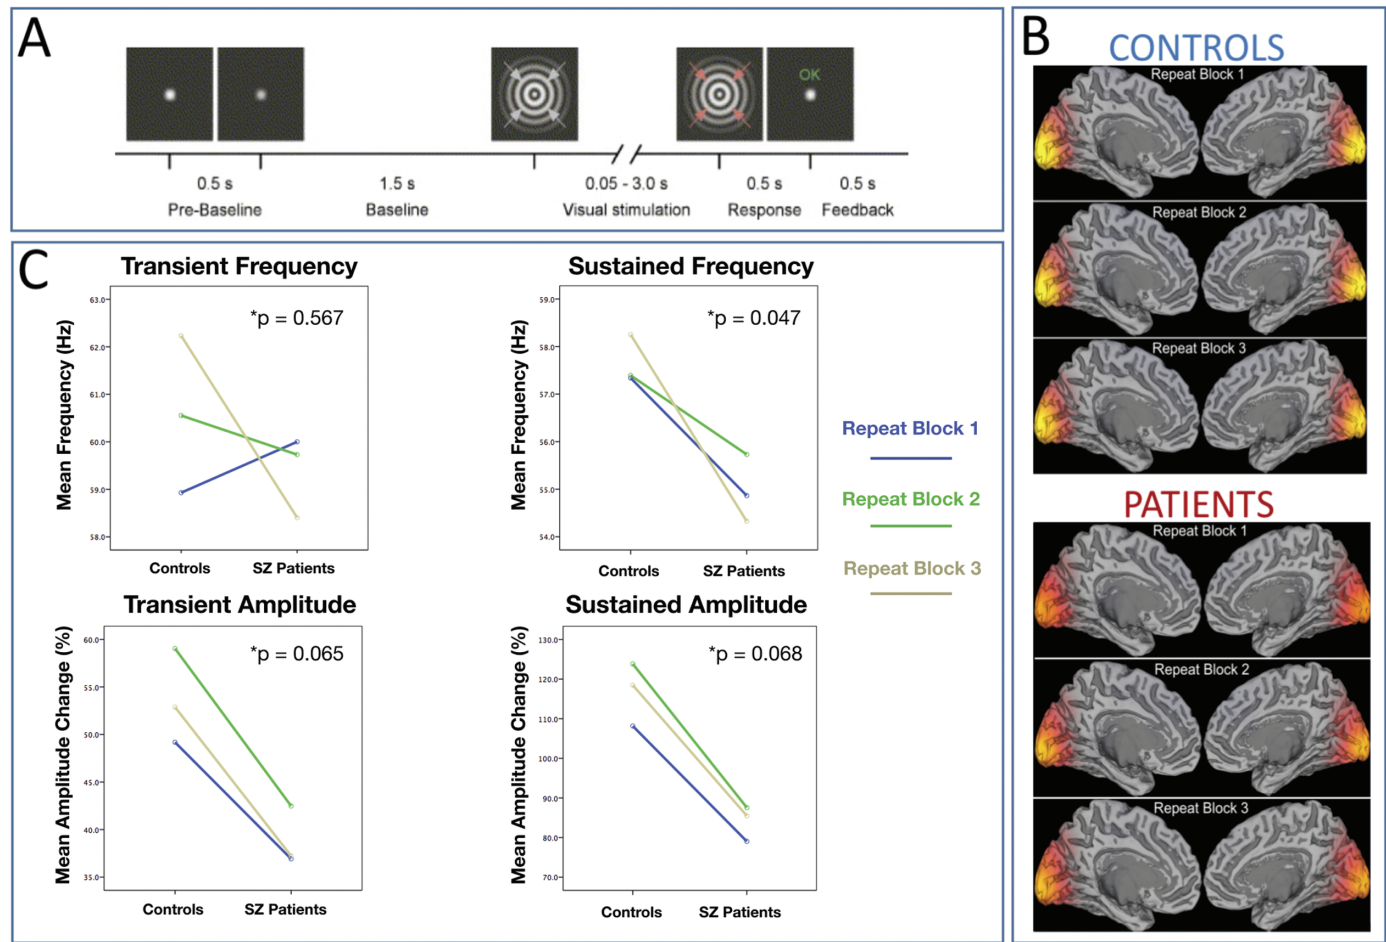 A
OK
0.5 s
1.5 s
0.05 - 3.0 s
0.5 s
0.5 s
Pre-Baseline
Baseline
Visual stimulation
Response
Feedback
B
CONTROLS
Repeat Block 1
Repeat Block 2
Repeat Block 3
PATIENTS
Repeat Block 1
Repeat Block 2
Repeat Block 3
C
Transient Frequency
*p = 0.567
Mean Frequency (Hz)
63.0
62.0
61.0
60.0
59.0
58.0
Controls
SZ Patients
Sustained Frequency
*p = 0.047
Mean Frequency (Hz)
59.0
58.0
57.0
56.0
55.0
54.0
Controls
SZ Patients
Repeat Block 1
Repeat Block 2
Repeat Block 3
Transient Amplitude
*p = 0.065
Mean Amplitude Change (%)
60.0
55.0
50.0
45.0
40.0
35.0
Controls
SZ Patients
Sustained Amplitude
*p = 0.068
Mean Amplitude Change (%)
130.0
120.0
110.0
100.0
90.0
80.0
70.0
Controls
SZ Patients